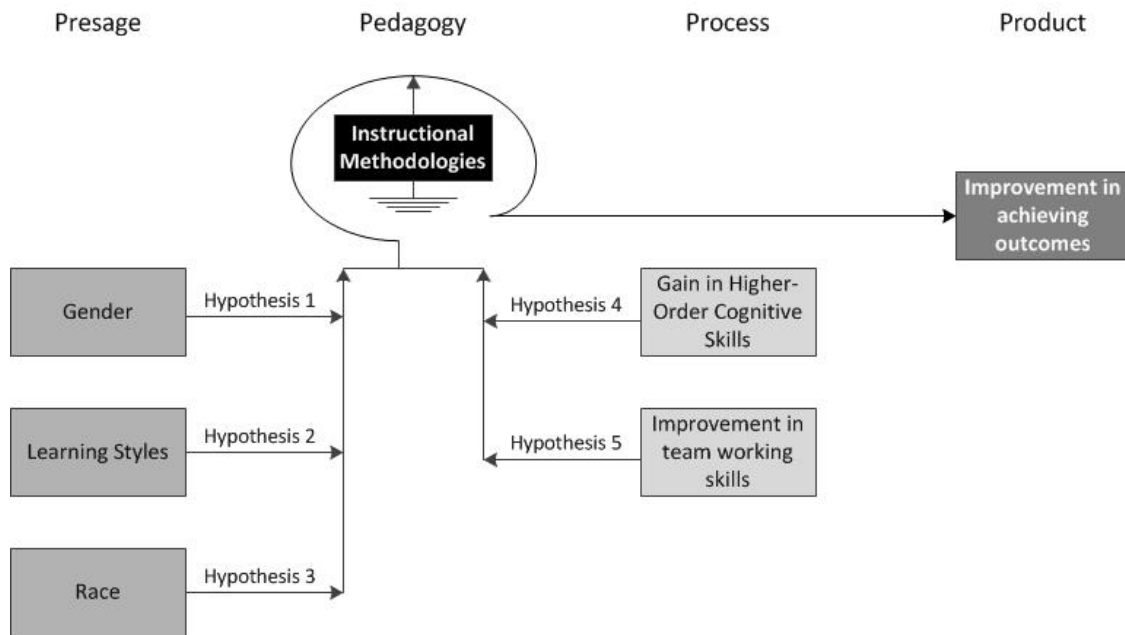 Presage
Pedagogy
Process
Product
Instructional
Methodologies
Improvement in
achieving
outcomes
Gender
Hypothesis 1
Hypothesis 4
Gain in Higher-
Order Cognitive
Skills
Learning Styles
Hypothesis 2
Hypothesis 5
Improvement in
team working
skills
Race
Hypothesis 3